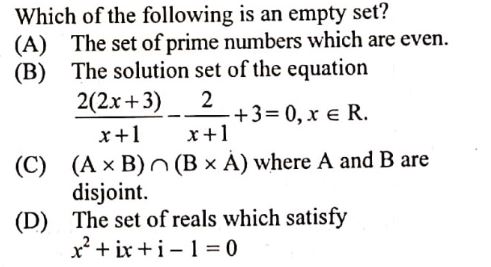 Which of the following is an empty set?
(A) The set of prime numbers which are even.
(B) The solution set of the equation
2(2x+3)/x+1 − 2/x+1 +3 = 0, x ∈ R.
(C) (A × B) ∩ (B × A) where A and B are
disjoint.
(D) The set of reals which satisfy
x² + ix + i − 1 = 0